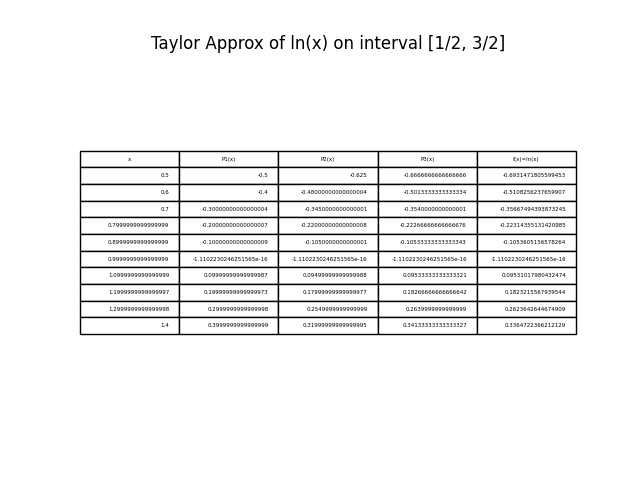 Taylor Approx of ln(x) on interval [1/2, 3/2]
x P1(x) P2(x) P3(x) f(x)=ln(x)
0.5 -0.5 -0.625 -0.6666666666666666 -0.6931471805599453
0.6 -0.4 -0.48000000000000004 -0.5013333333333334 -0.5108256237659907
0.7 -0.30000000000000004 -0.3450000000000001 -0.3540000000000001 -0.35667494393873245
0.7999999999999999 -0.20000000000000007 -0.22000000000000008 -0.22266666666666676 -0.22314355131420985
0.8999999999999999 -0.10000000000000009 -0.1050000000000001 -0.10533333333333343 -0.1053605156578264
0.9999999999999999 -1.1102230246251565e-16 -1.1102230246251565e-16 -1.1102230246251565e-16 -1.1102230246251565e-16
1.0999999999999999 0.09999999999999987 0.09499999999999988 0.09533333333333321 0.09531017980432474
1.1999999999999997 0.19999999999999973 0.17999999999999977 0.18266666666666642 0.1823215567939544
1.2999999999999998 0.2999999999999998 0.2549999999999999 0.2639999999999999 0.2623642644674909
1.4 0.3999999999999999 0.31999999999999995 0.34133333333333327 0.3364722366212129